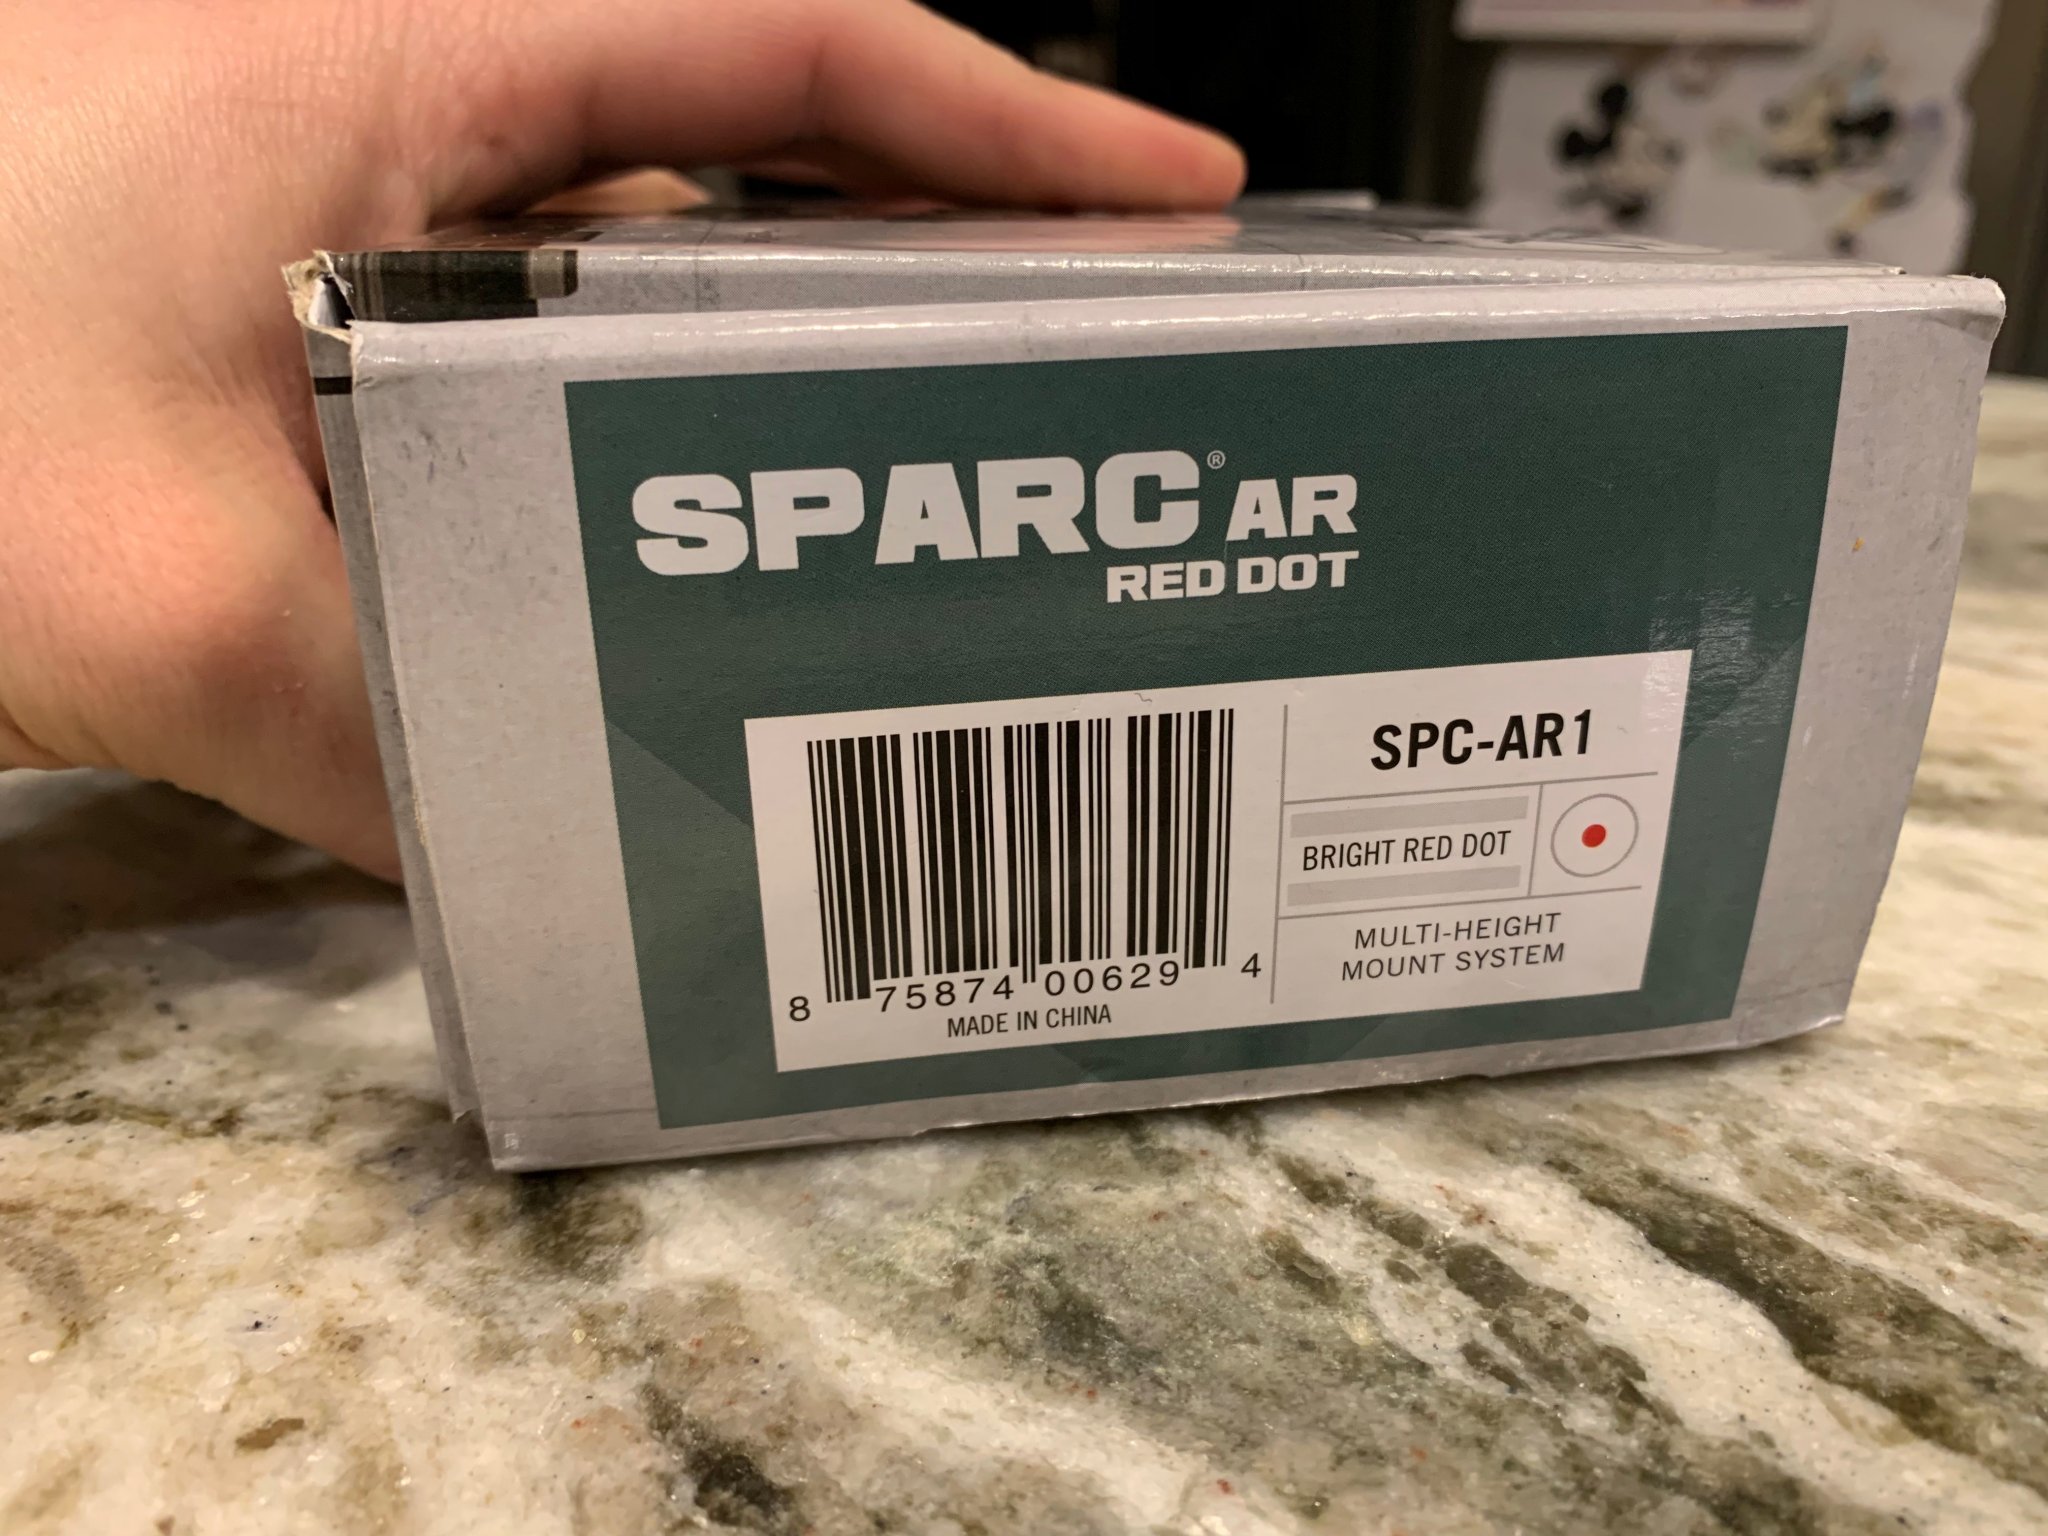 SPARC® AR
RED DOT
SPC-AR1
BRIGHT RED DOT
MULTI-HEIGHT
MOUNT SYSTEM
8 75874 00629 4
MADE IN CHINA